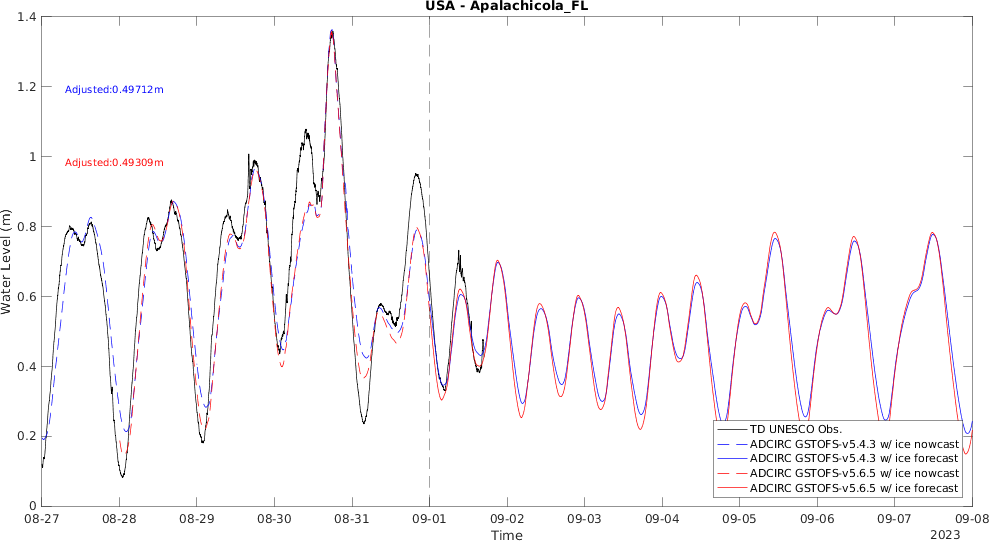 USA - Apalachicola_FL
1.4
1.2
1
0.8
0.6
0.4
0.2
0
Water Level (m)
Adjusted:0.49712m
Adjusted:0.49309m
TD UNESCO Obs.
ADCIRC GSTOFS-v5.4.3 w/ ice nowcast
ADCIRC GSTOFS-v5.4.3 w/ ice forecast
ADCIRC GSTOFS-v5.6.5 w/ ice nowcast
ADCIRC GSTOFS-v5.6.5 w/ ice forecast
08-27 08-28 08-29 08-30 08-31 09-01 09-02 09-03 09-04 09-05 09-06 09-07 09-08
Time 2023